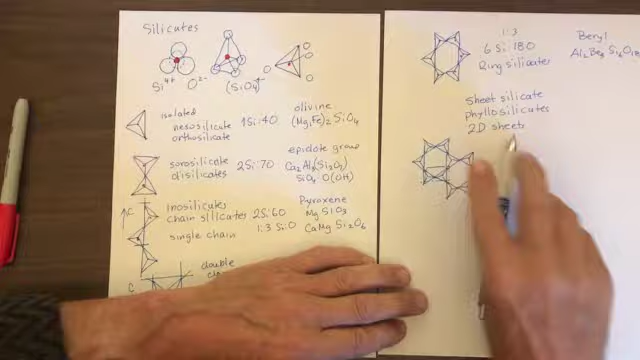 Silicates
Si4+ O2- (SiO4)4-
O
O
O
O
isolated
nesosilicate
orthosilicate
1Si:4O
olivine
(Mg,Fe)2 SiO4
sorosilicate
disilicates
2Si:7O
epidote group
Ca2Al3(Si2O7)
SiO4 O(OH)
C
inosilicates
chain silicates
single chain
2Si:6O
1:3 Si:O
Pyroxene
Mg SiO3
CaMg Si2O6
C
double
1:3
6 Si:18O
Ring silicates
Beryl
Al2Be3 Si6O18
Sheet silicate
phyllosilicates
2D sheets